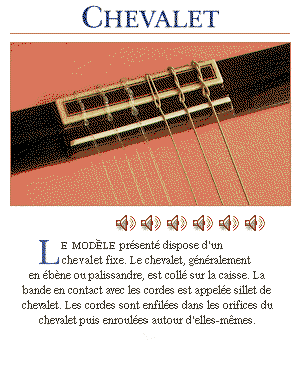 CHEVALET
LE MODÈLE présenté dispose d'un
chevalet fixe. Le chevalet, généralement
en ébène ou palissandre, est collé sur la caisse. La
bande en contact avec les cordes est appelée sillet de
chevalet. Les cordes sont enfilées dans les orifices du
chevalet puis enroulées autour d'elles-mêmes.